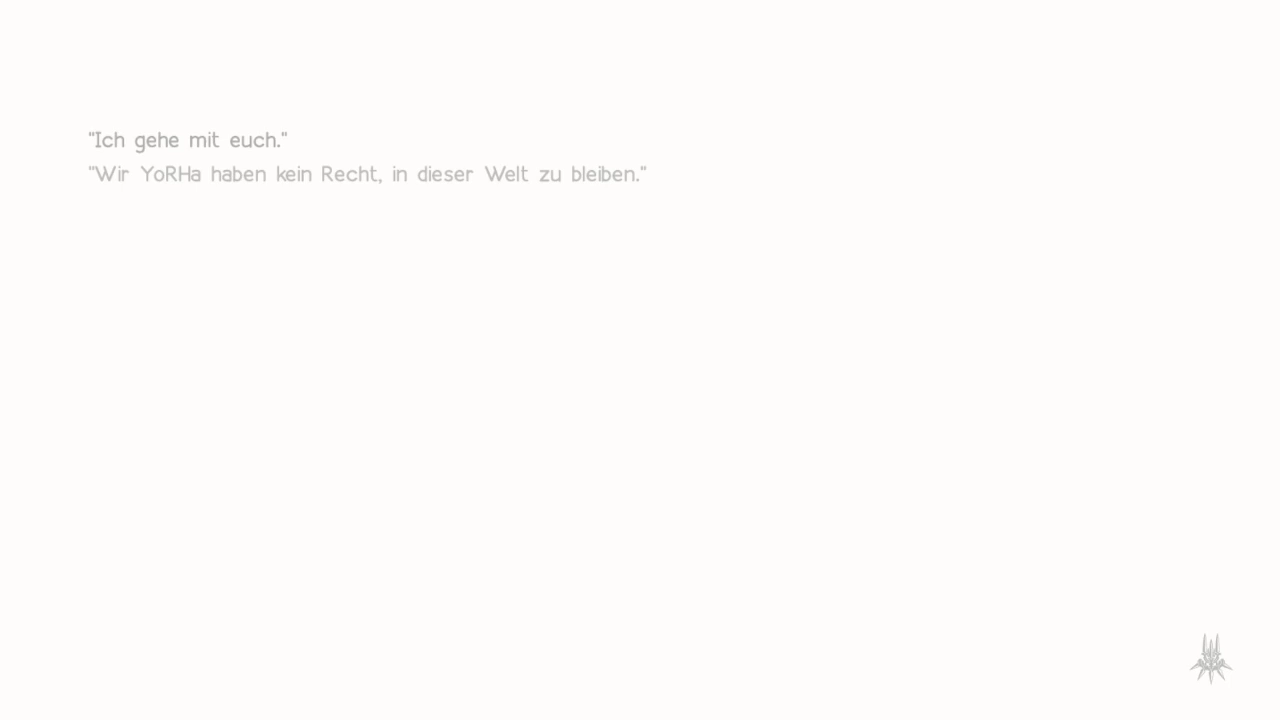 "Ich gehe mit euch."
"Wir YoRHa haben kein Recht, in dieser Welt zu bleiben."